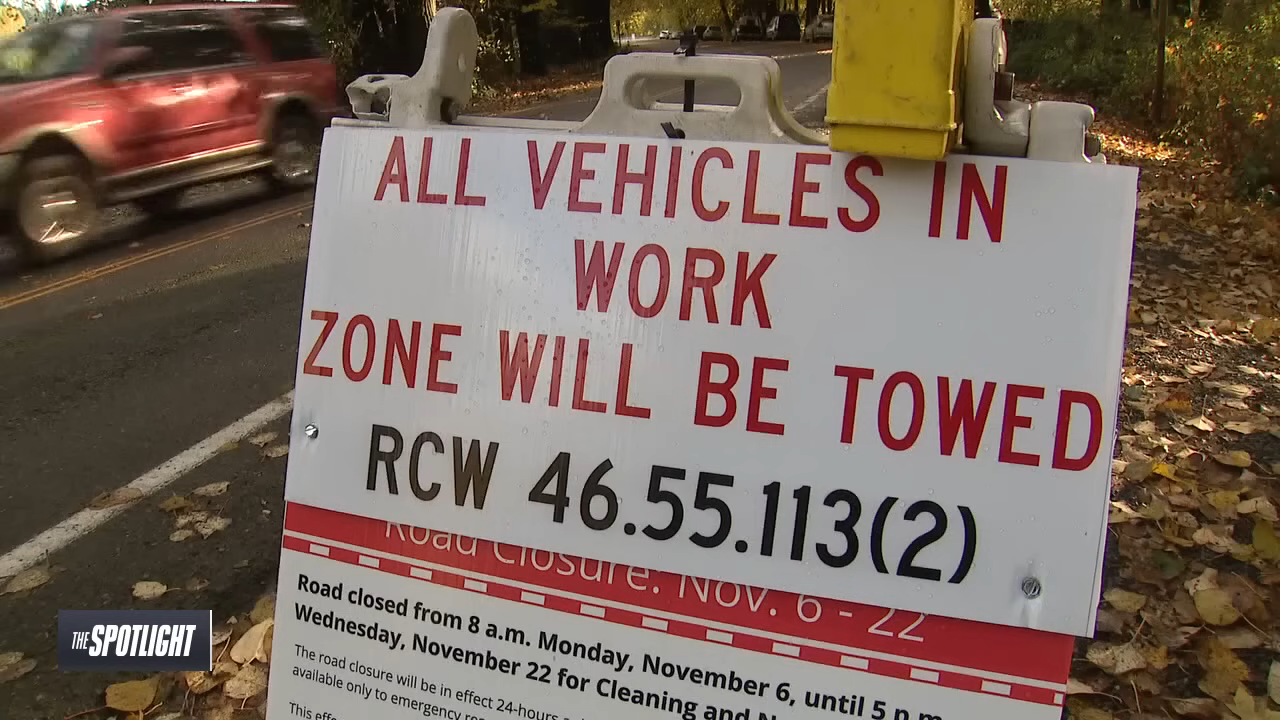 ALL VEHICLES IN
WORK
ZONE WILL BE TOWED
RCW 46.55.113(2)
Road Closure: Nov. 6 - 22
Road closed from 8 a.m. Monday, November 6, until 5 p.m.
Wednesday, November 22 for Cleaning and
The road closure will be in effect 24-hours
available only to emergency
This
THE SPOTLIGHT